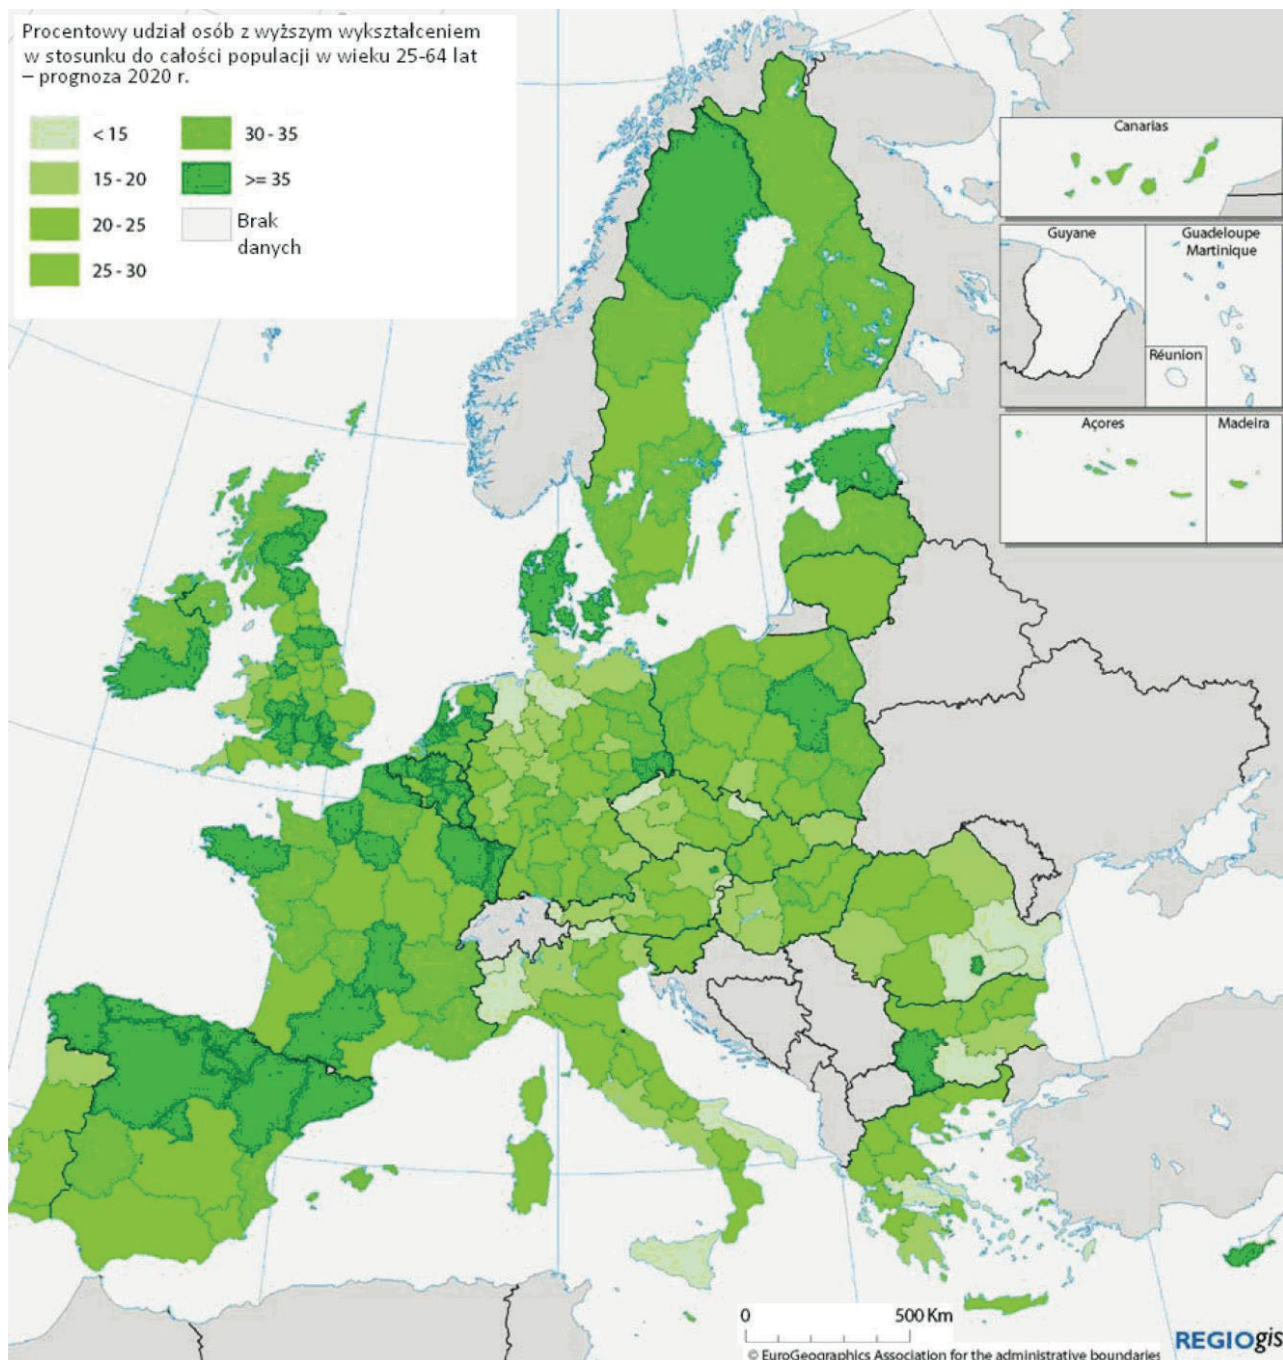 Procentowy udział osób z wyższym wykształceniem
w stosunku do całości populacji w wieku 25-64 lat
– prognoza 2020 r.
< 15
15 - 20
20 - 25
25 - 30
30 - 35
>= 35
Brak
danych
Canarias
Guyane
Guadeloupe
Martinique
Réunion
Açores
Madeira
0 500 Km
© EuroGeographics Association for the administrative boundaries
REGIOgis